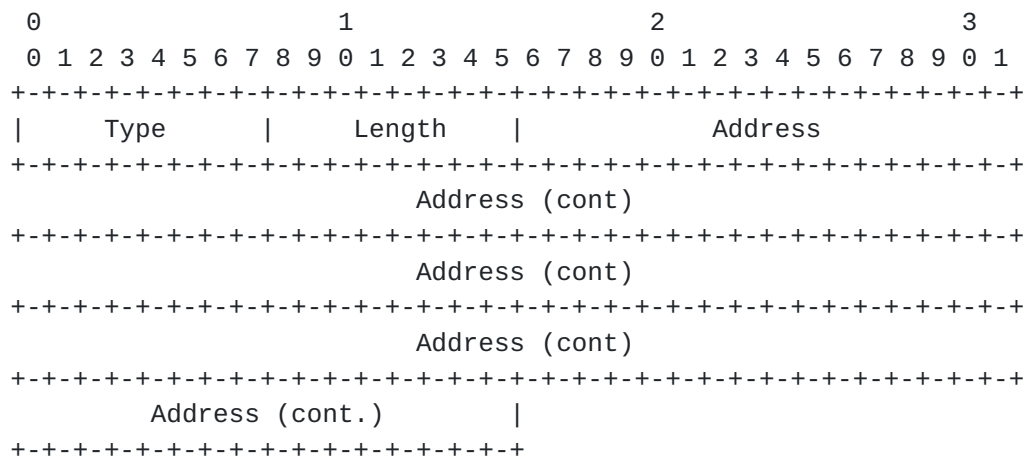 0                   1                   2                   3
 0 1 2 3 4 5 6 7 8 9 0 1 2 3 4 5 6 7 8 9 0 1 2 3 4 5 6 7 8 9 0 1
+-+-+-+-+-+-+-+-+-+-+-+-+-+-+-+-+-+-+-+-+-+-+-+-+-+-+-+-+-+-+-+-+
|     Type      |     Length    |            Address
+-+-+-+-+-+-+-+-+-+-+-+-+-+-+-+-+-+-+-+-+-+-+-+-+-+-+-+-+-+-+-+-+
                          Address (cont)
+-+-+-+-+-+-+-+-+-+-+-+-+-+-+-+-+-+-+-+-+-+-+-+-+-+-+-+-+-+-+-+-+
                          Address (cont)
+-+-+-+-+-+-+-+-+-+-+-+-+-+-+-+-+-+-+-+-+-+-+-+-+-+-+-+-+-+-+-+-+
                          Address (cont)
+-+-+-+-+-+-+-+-+-+-+-+-+-+-+-+-+-+-+-+-+-+-+-+-+-+-+-+-+-+-+-+-+
         Address (cont.)        |
+-+-+-+-+-+-+-+-+-+-+-+-+-+-+-+-+